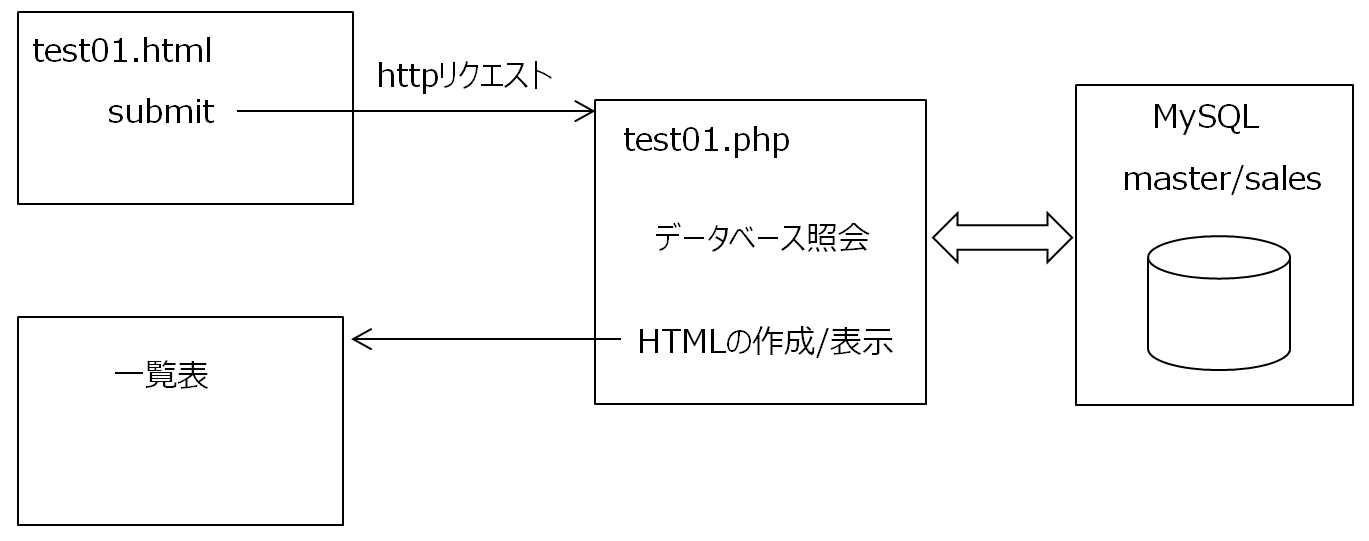 test01.html
submit
httpリクエスト
test01.php
データベース照会
HTMLの作成/表示
MySQL
master/sales
一覧表